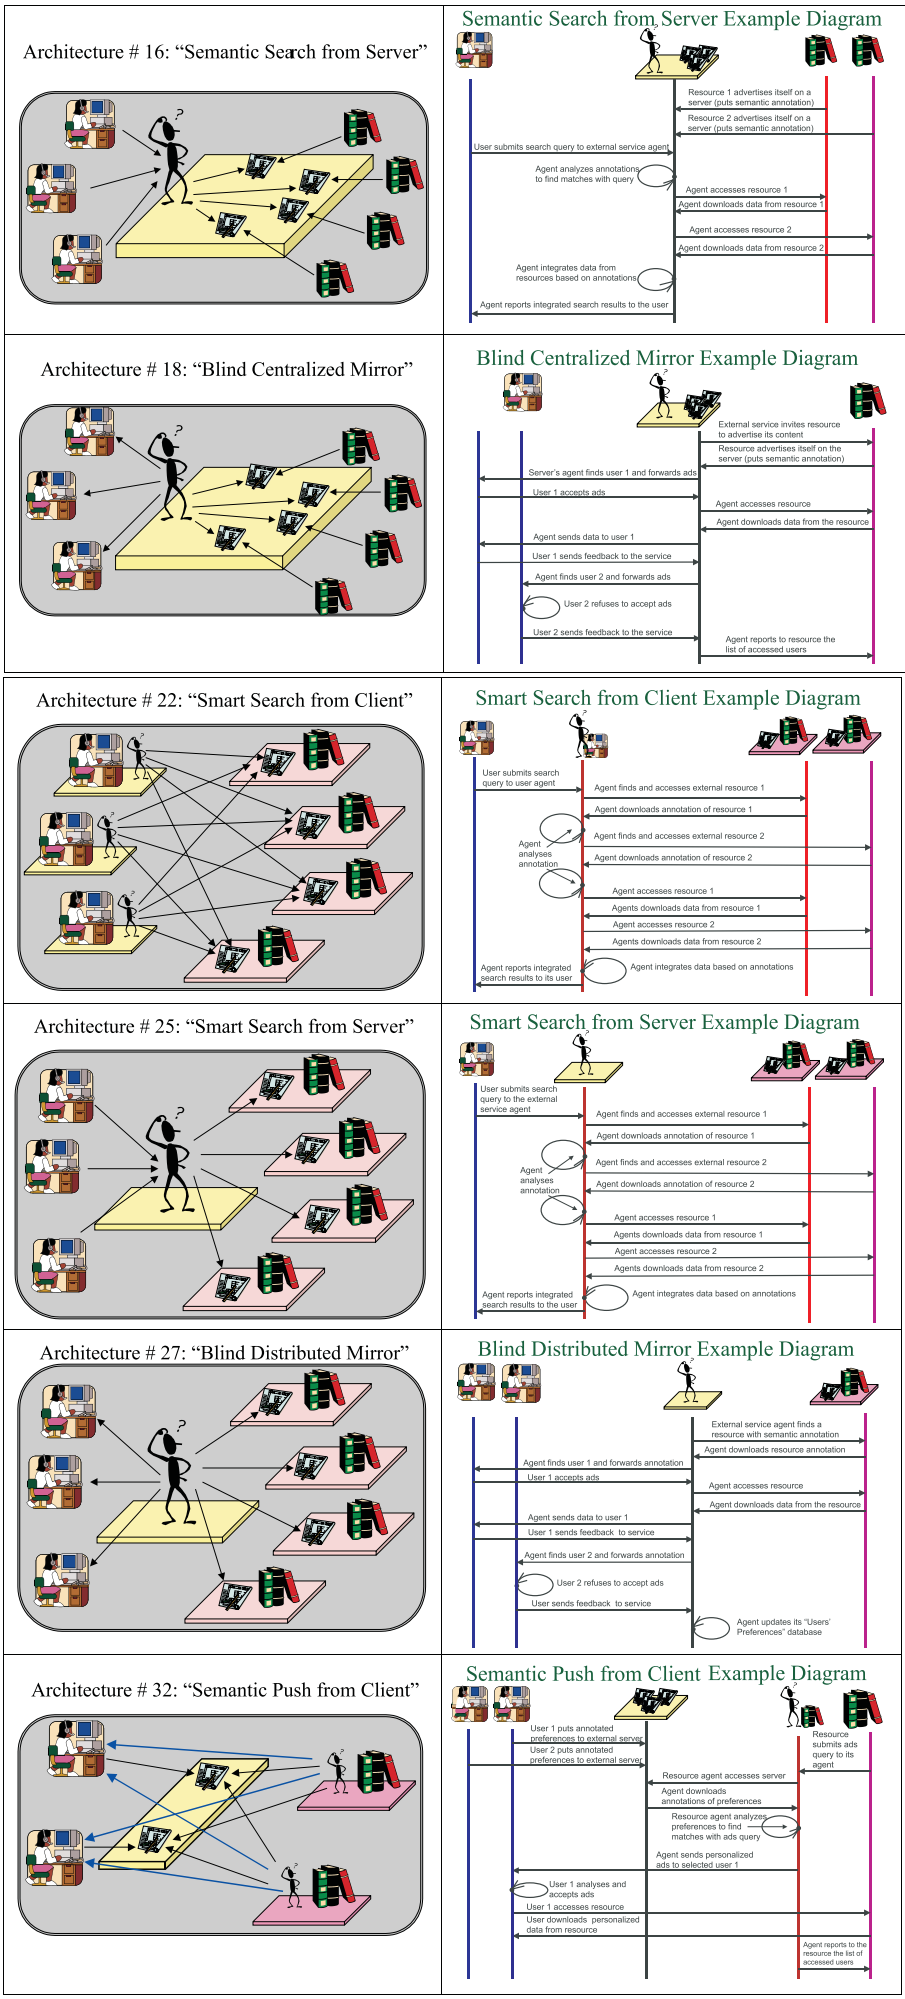 Architecture # 16: “Semantic Search from Server”
?
Semantic Search from Server Example Diagram
?
Resource 1 advertises itself on a
server (puts semantic annotation)
Resource 2 advertises itself on a
server (puts semantic annotation)
User submits search query to external service agent
Agent analyzes annotations
to find matches with query
Agent accesses resource 1
Agent downloads data from resource 1
Agent accesses resource 2
Agent downloads data from resource 2
Agent integrates data from
resources based on annotations
Agent reports integrated search results to the user
Architecture # 18: “Blind Centralized Mirror”
?
Blind Centralized Mirror Example Diagram
?
External service invites resource
to advertise its content
Resource advertises itself on the
server (puts semantic annotation)
Server’s agent finds user 1 and forwards ads
User 1 accepts ads
Agent accesses resource
Agent downloads data from the resource
Agent sends data to user 1
User 1 sends feedback to the service
Agent finds user 2 and forwards ads
User 2 refuses to accept ads
User 2 sends feedback to the service
Agent reports to resource the
list of accessed users
Architecture # 22: “Smart Search from Client”
?
?
?
Smart Search from Client Example Diagram
?
User submits search
query to user agent
Agent finds and accesses external resource 1
Agent downloads annotation of resource 1
Agent finds and accesses external resource 2
Agent
analyses
annotation
Agent downloads annotation of resource 2
Agent accesses resource 1
Agents downloads data from resource 1
Agent accesses resource 2
Agents downloads data from resource 2
Agent reports integrated
search results to its user
Agent integrates data based on annotations
Architecture # 25: “Smart Search from Server”
?
Smart Search from Server Example Diagram
?
User submits search
query to the external
service agent
Agent finds and accesses external resource 1
Agent downloads annotation of resource 1
Agent finds and accesses external resource 2
Agent
analyses
annotation
Agent downloads annotation of resource 2
Agent accesses resource 1
Agents downloads data from resource 1
Agent accesses resource 2
Agents downloads data from resource 2
Agent reports integrated
search results to the user
Agent integrates data based on annotations
Architecture # 27: “Blind Distributed Mirror”
?
Blind Distributed Mirror Example Diagram
?
External service agent finds a
resource with semantic annotation
Agent downloads resource annotation
Agent finds user 1 and forwards annotation
User 1 accepts ads
Agent accesses resource
Agent downloads data from the resource
Agent sends data to user 1
User 1 sends feedback to service
Agent finds user 2 and forwards annotation
User 2 refuses to accept ads
User sends feedback to service
Agent updates its “Users’
Preferences” database
Architecture # 32: “Semantic Push from Client”
?
?
Semantic Push from Client Example Diagram
?
User 1 puts annotated
preferences to external server
User 2 puts annotated
preferences to external server
Resource
submits ads
query to its
agent
Resource agent accesses server
Agent downloads
annotations of preferences
Resource agent analyzes
preferences to find
matches with ads query
Agent sends personalized
ads to selected user 1
User 1 analyses and
accepts ads
User 1 accesses resource
User downloads personalized
data from resource
Agent reports to the
resource the list of
accessed users